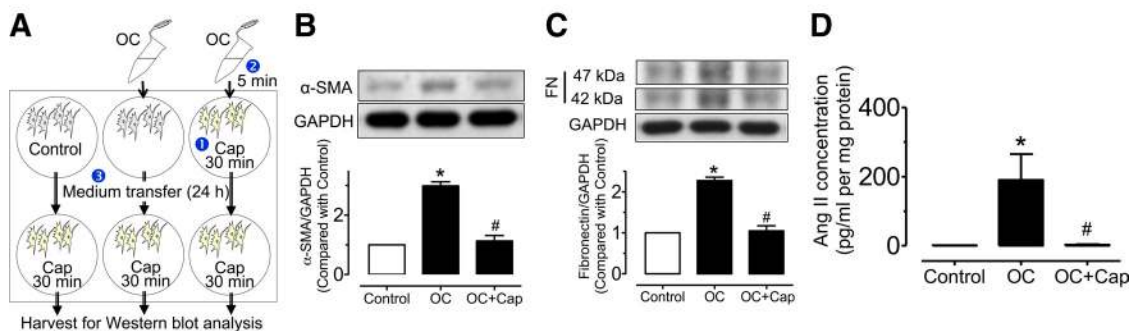 A
OC
OC
❷
5 min
Control
❶
Cap
30 min
❸
Medium transfer (24 h)
Cap
30 min
Cap
30 min
Cap
30 min
Harvest for Western blot analysis
B
α-SMA
GAPDH
α-SMA/GAPDH
(Compared with Control)
0
1
2
*
#
Control
OC
OC+Cap
C
FN
47 kDa
42 kDa
GAPDH
Fibronectin/GAPDH
(Compared with Control)
0
1
2
*
#
Control
OC
OC+Cap
D
Ang II concentration
(pg/ml per mg protein)
400
200
0
*
#
Control
OC
OC+Cap